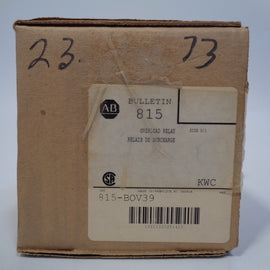 23. 73
AB
BULLETIN
815
OVERLOAD RELAY
RELAIS DE SURCHARGE
KWC
815-BOV39